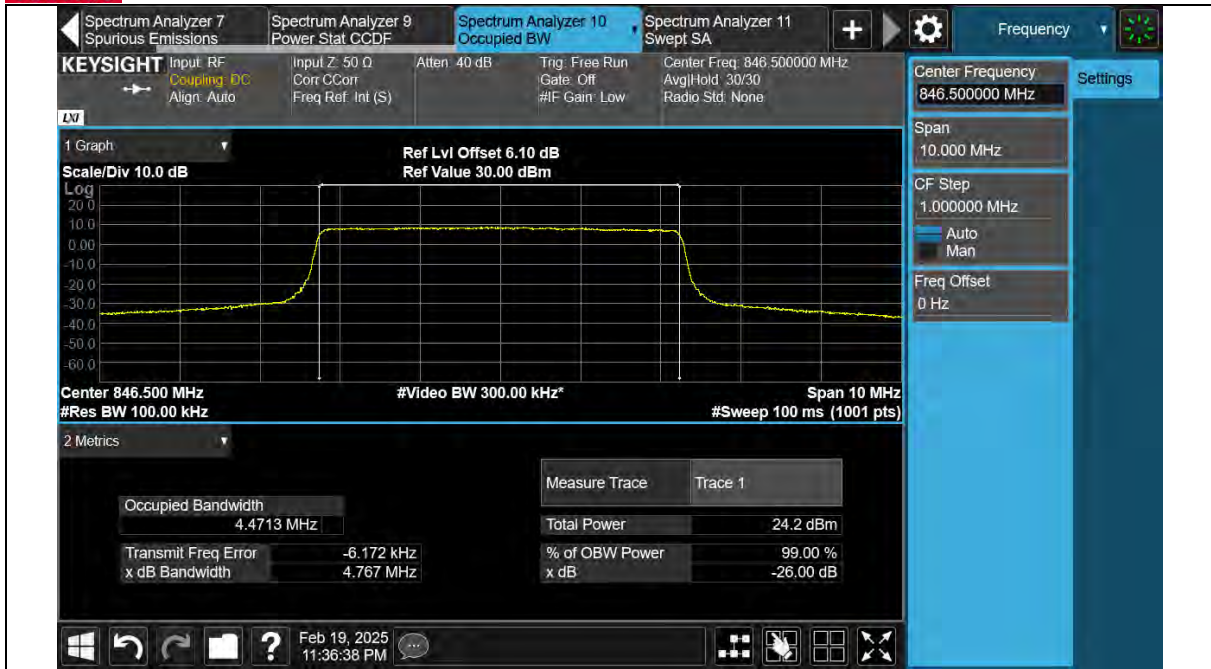 Spectrum Analyzer 7
Spurious Emissions
Spectrum Analyzer 9
Power Stat CCDF
Spectrum Analyzer 10
Occupied BW
Spectrum Analyzer 11
Swept SA
+
Frequency
KEYSIGHT
Input: RF
Coupling: DC
Align: Auto
Input Z: 50 Ω
Corr CCorr
Freq Ref: Int (S)
Atten: 40 dB
Trig: Free Run
Gate: Off
#IF Gain: Low
Center Freq: 846.500000 MHz
Avg|Hold: 30/30
Radio Std: None
LXI
Center Frequency
846.500000 MHz
Settings
Span
10.000 MHz
CF Step
1.000000 MHz
Auto
Man
Freq Offset
0 Hz
1 Graph
Scale/Div 10.0 dB
Ref Lvl Offset 6.10 dB
Ref Value 30.00 dBm
Log
20.0
10.0
0.00
-10.0
-20.0
-30.0
-40.0
-50.0
-60.0
Center 846.500 MHz
#Video BW 300.00 kHz*
Span 10 MHz
#Res BW 100.00 kHz
#Sweep 100 ms (1001 pts)
2 Metrics
Measure Trace
Trace 1
Occupied Bandwidth
4.4713 MHz
Total Power
24.2 dBm
Transmit Freq Error
-6.172 kHz
% of OBW Power
99.00 %
x dB Bandwidth
4.767 MHz
x dB
-26.00 dB
?
Feb 19, 2025
11:36:38 PM